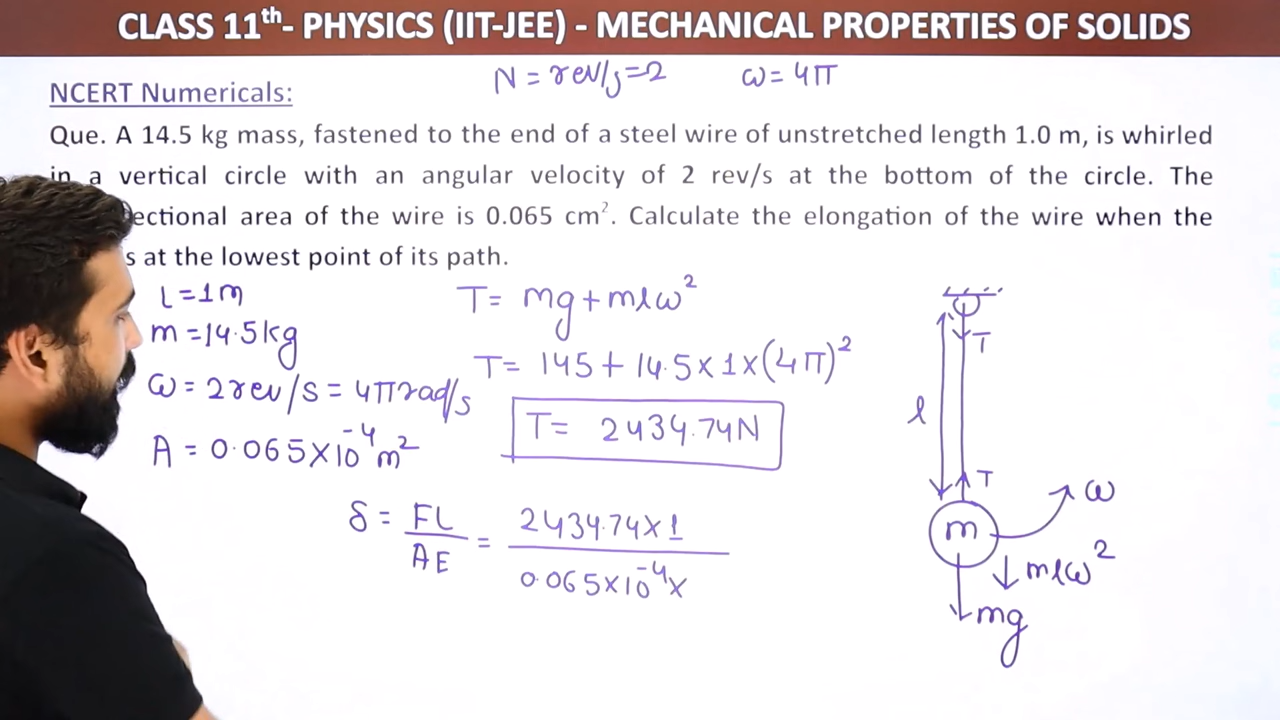 CLASS 11th- PHYSICS (IIT-JEE) - MECHANICAL PROPERTIES OF SOLIDS
N = rev/s = 2 ω = 4π
NCERT Numericals:
Que. A 14.5 kg mass, fastened to the end of a steel wire of unstretched length 1.0 m, is whirled
in a vertical circle with an angular velocity of 2 rev/s at the bottom of the circle. The
ectional area of the wire is 0.065 cm². Calculate the elongation of the wire when the
s at the lowest point of its path.
l = 1m
m = 14.5kg
ω = 2rev/s = 4π rad/s
A = 0.065×10⁻⁴ m²
T = mg + mlω²
T = 145 + 14.5×1×(4π)²
T = 2434.74N
δ = FL/AE = 2434.74×1 / 0.065×10⁻⁴×
T
l
T
m
ω
mlω²
mg